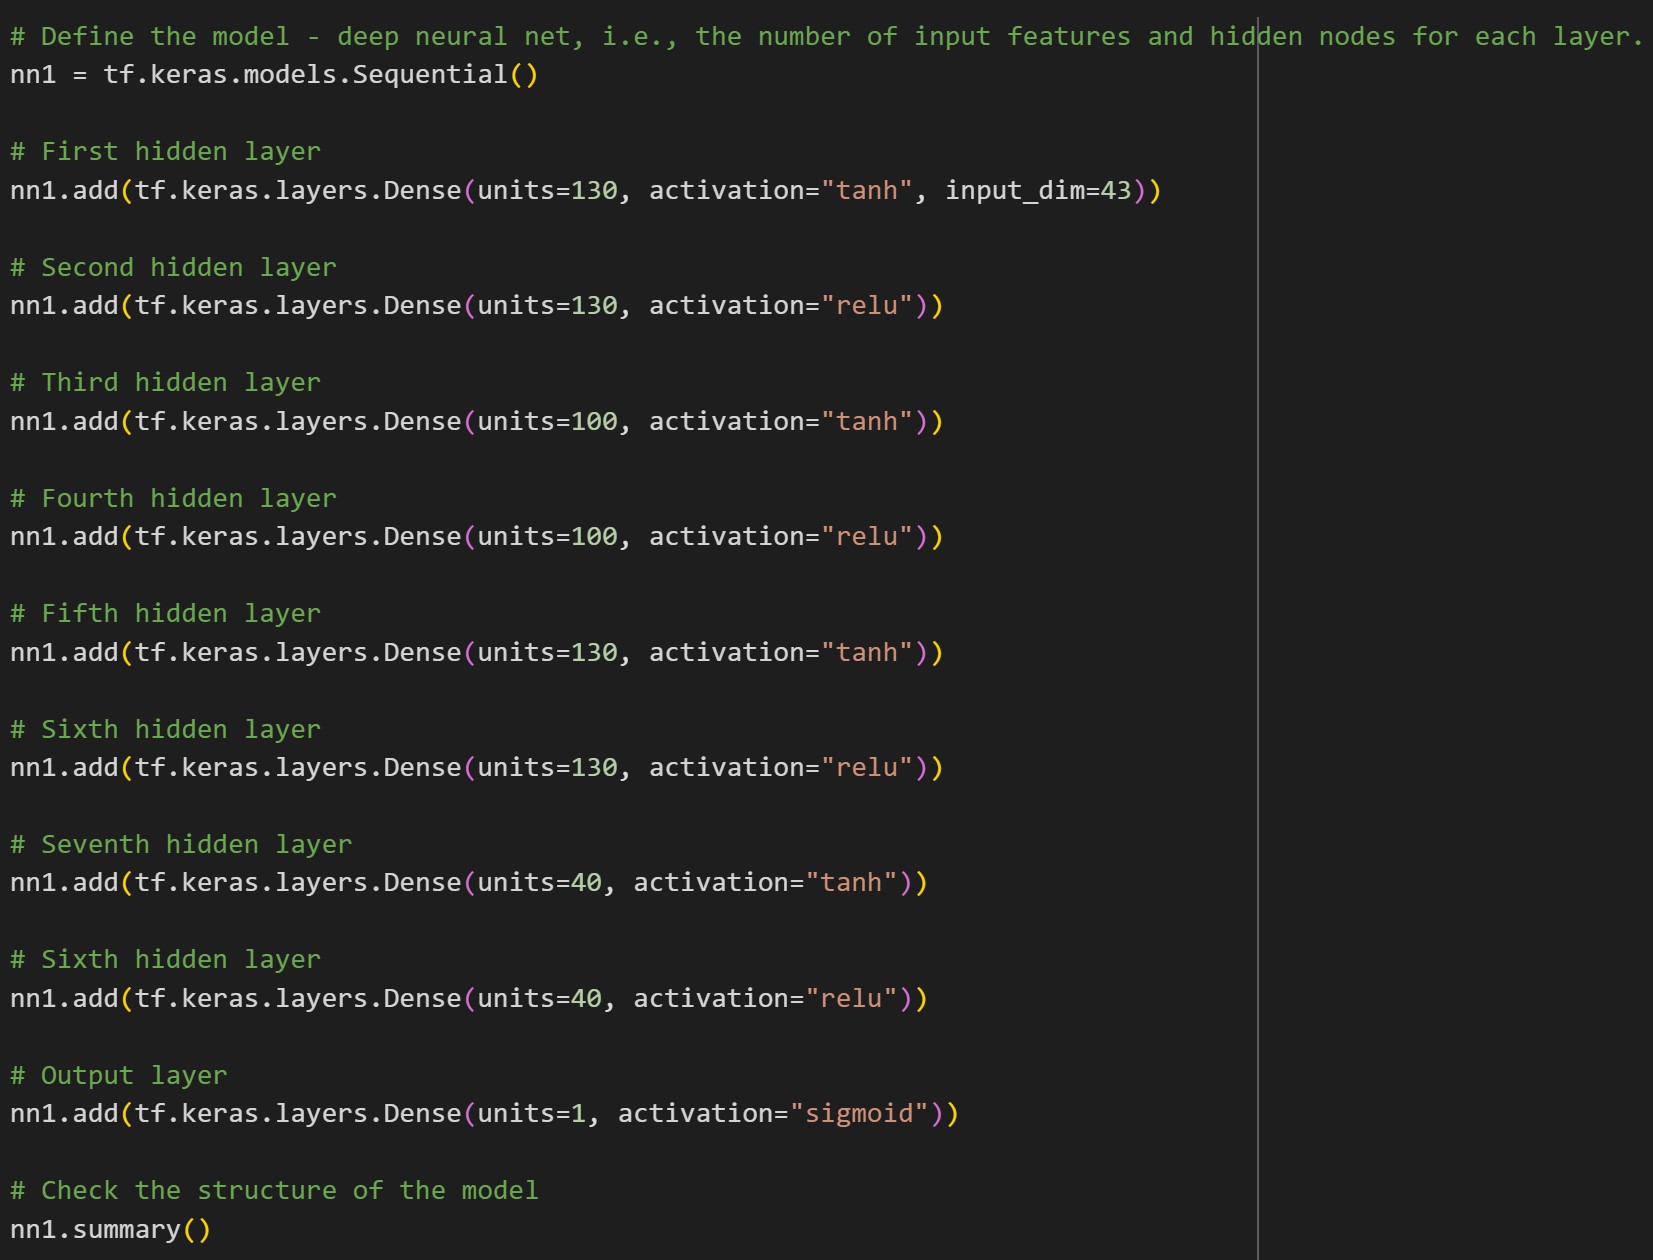 # Define the model - deep neural net, i.e., the number of input features and hidden nodes for each layer.
nn1 = tf.keras.models.Sequential()
# First hidden layer
nn1.add(tf.keras.layers.Dense(units=130, activation="tanh", input_dim=43))
# Second hidden layer
nn1.add(tf.keras.layers.Dense(units=130, activation="relu"))
# Third hidden layer
nn1.add(tf.keras.layers.Dense(units=100, activation="tanh"))
# Fourth hidden layer
nn1.add(tf.keras.layers.Dense(units=100, activation="relu"))
# Fifth hidden layer
nn1.add(tf.keras.layers.Dense(units=130, activation="tanh"))
# Sixth hidden layer
nn1.add(tf.keras.layers.Dense(units=130, activation="relu"))
# Seventh hidden layer
nn1.add(tf.keras.layers.Dense(units=40, activation="tanh"))
# Sixth hidden layer
nn1.add(tf.keras.layers.Dense(units=40, activation="relu"))
# Output layer
nn1.add(tf.keras.layers.Dense(units=1, activation="sigmoid"))
# Check the structure of the model
nn1.summary()